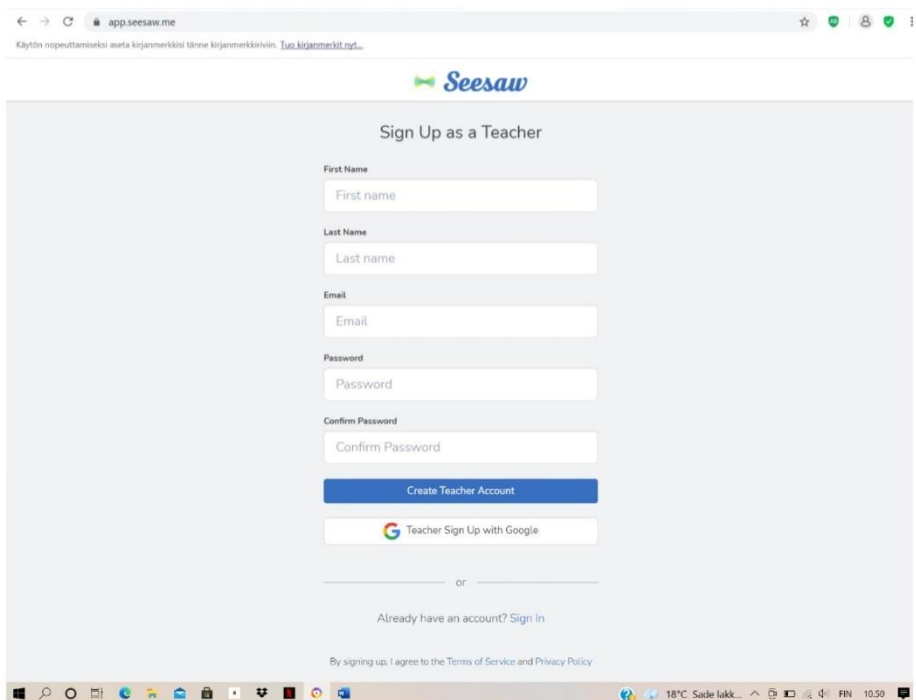 app.seesaw.me
Käytön nopeuttamiseksi aseta kirjanmerkkisi tänne kirjanmerkkiriviin. Tuo kirjanmerkit nyt...
Seesaw
Sign Up as a Teacher
First Name
First name
Last Name
Last name
Email
Email
Password
Password
Confirm Password
Confirm Password
Create Teacher Account
Teacher Sign Up with Google
or
Already have an account? Sign In
By signing up, I agree to the Terms of Service and Privacy Policy
18°C Sade lakk... FIN 10.50